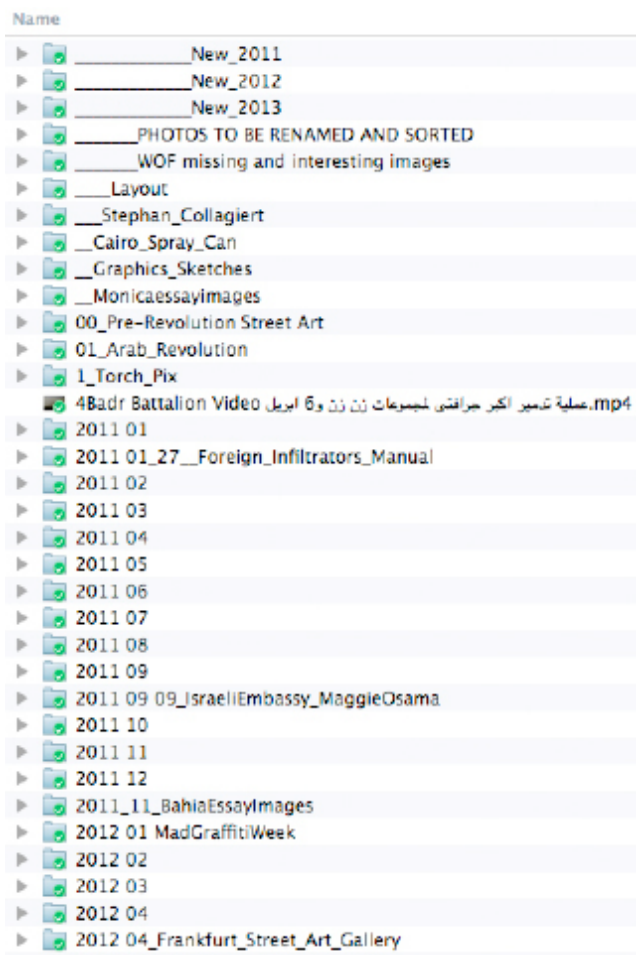 Name
____________New_2011
____________New_2012
____________New_2013
______PHOTOS TO BE RENAMED AND SORTED
______WOF missing and interesting images
____Layout
___Stephan_Collagiert
__Cairo_Spray_Can
__Graphics_Sketches
__Monicaessayimages
00_Pre-Revolution Street Art
01_Arab_Revolution
1_Torch_Pix
4Badr Battalion Video عملية تدمير اكبر جرافتى لمجموعات زن زن و6 ابريل.mp4
2011 01
2011 01_27__Foreign_Infiltrators_Manual
2011 02
2011 03
2011 04
2011 05
2011 06
2011 07
2011 08
2011 09
2011 09 09_IsraeliEmbassy_MaggieOsama
2011 10
2011 11
2011 12
2011_11_BahiaEssayImages
2012 01 MadGraffitiWeek
2012 02
2012 03
2012 04
2012 04_Frankfurt_Street_Art_Gallery